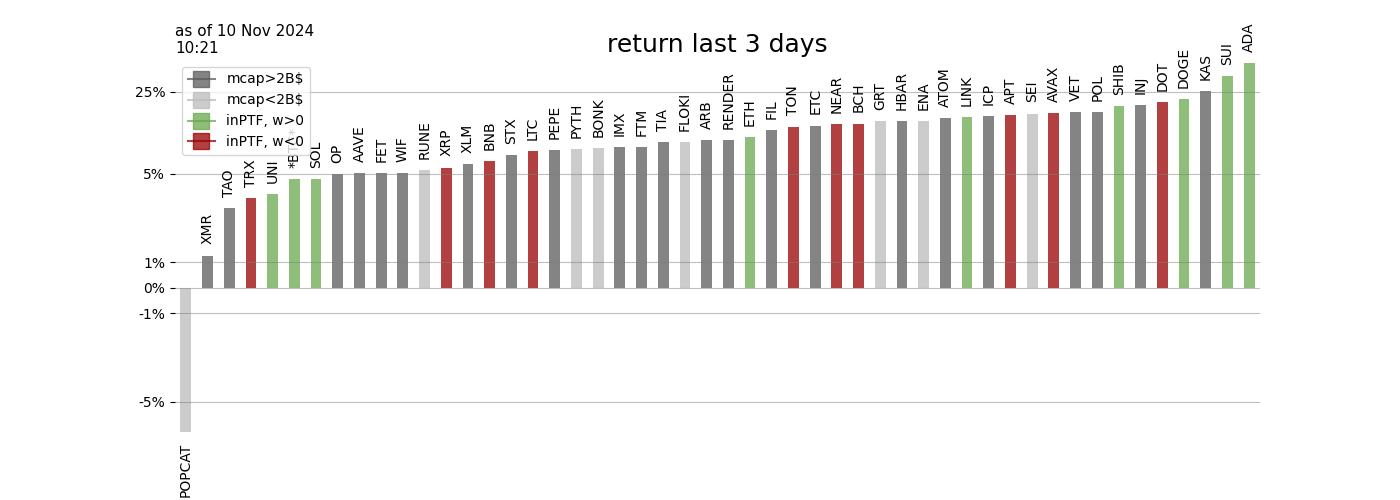 as of 10 Nov 2024
10:21
return last 3 days
mcap>2B$
mcap<2B$
inPTF, w>0
inPTF, w<0
25%
5%
1%
0%
-1%
-5%
POPCAT
XMR
TAO
TRX
UNI
SOL
OP
AAVE
FET
WIF
RUNE
XRP
XLM
BNB
STX
LTC
PEPE
PYTH
BONK
IMX
FTM
TIA
FLOKI
ARB
RENDER
ETH
FIL
TON
ETC
NEAR
BCH
GRT
HBAR
ENA
ATOM
LINK
ICP
APT
SEI
AVAX
VET
POL
SHIB
INJ
DOT
DOGE
KAS
SUI
ADA